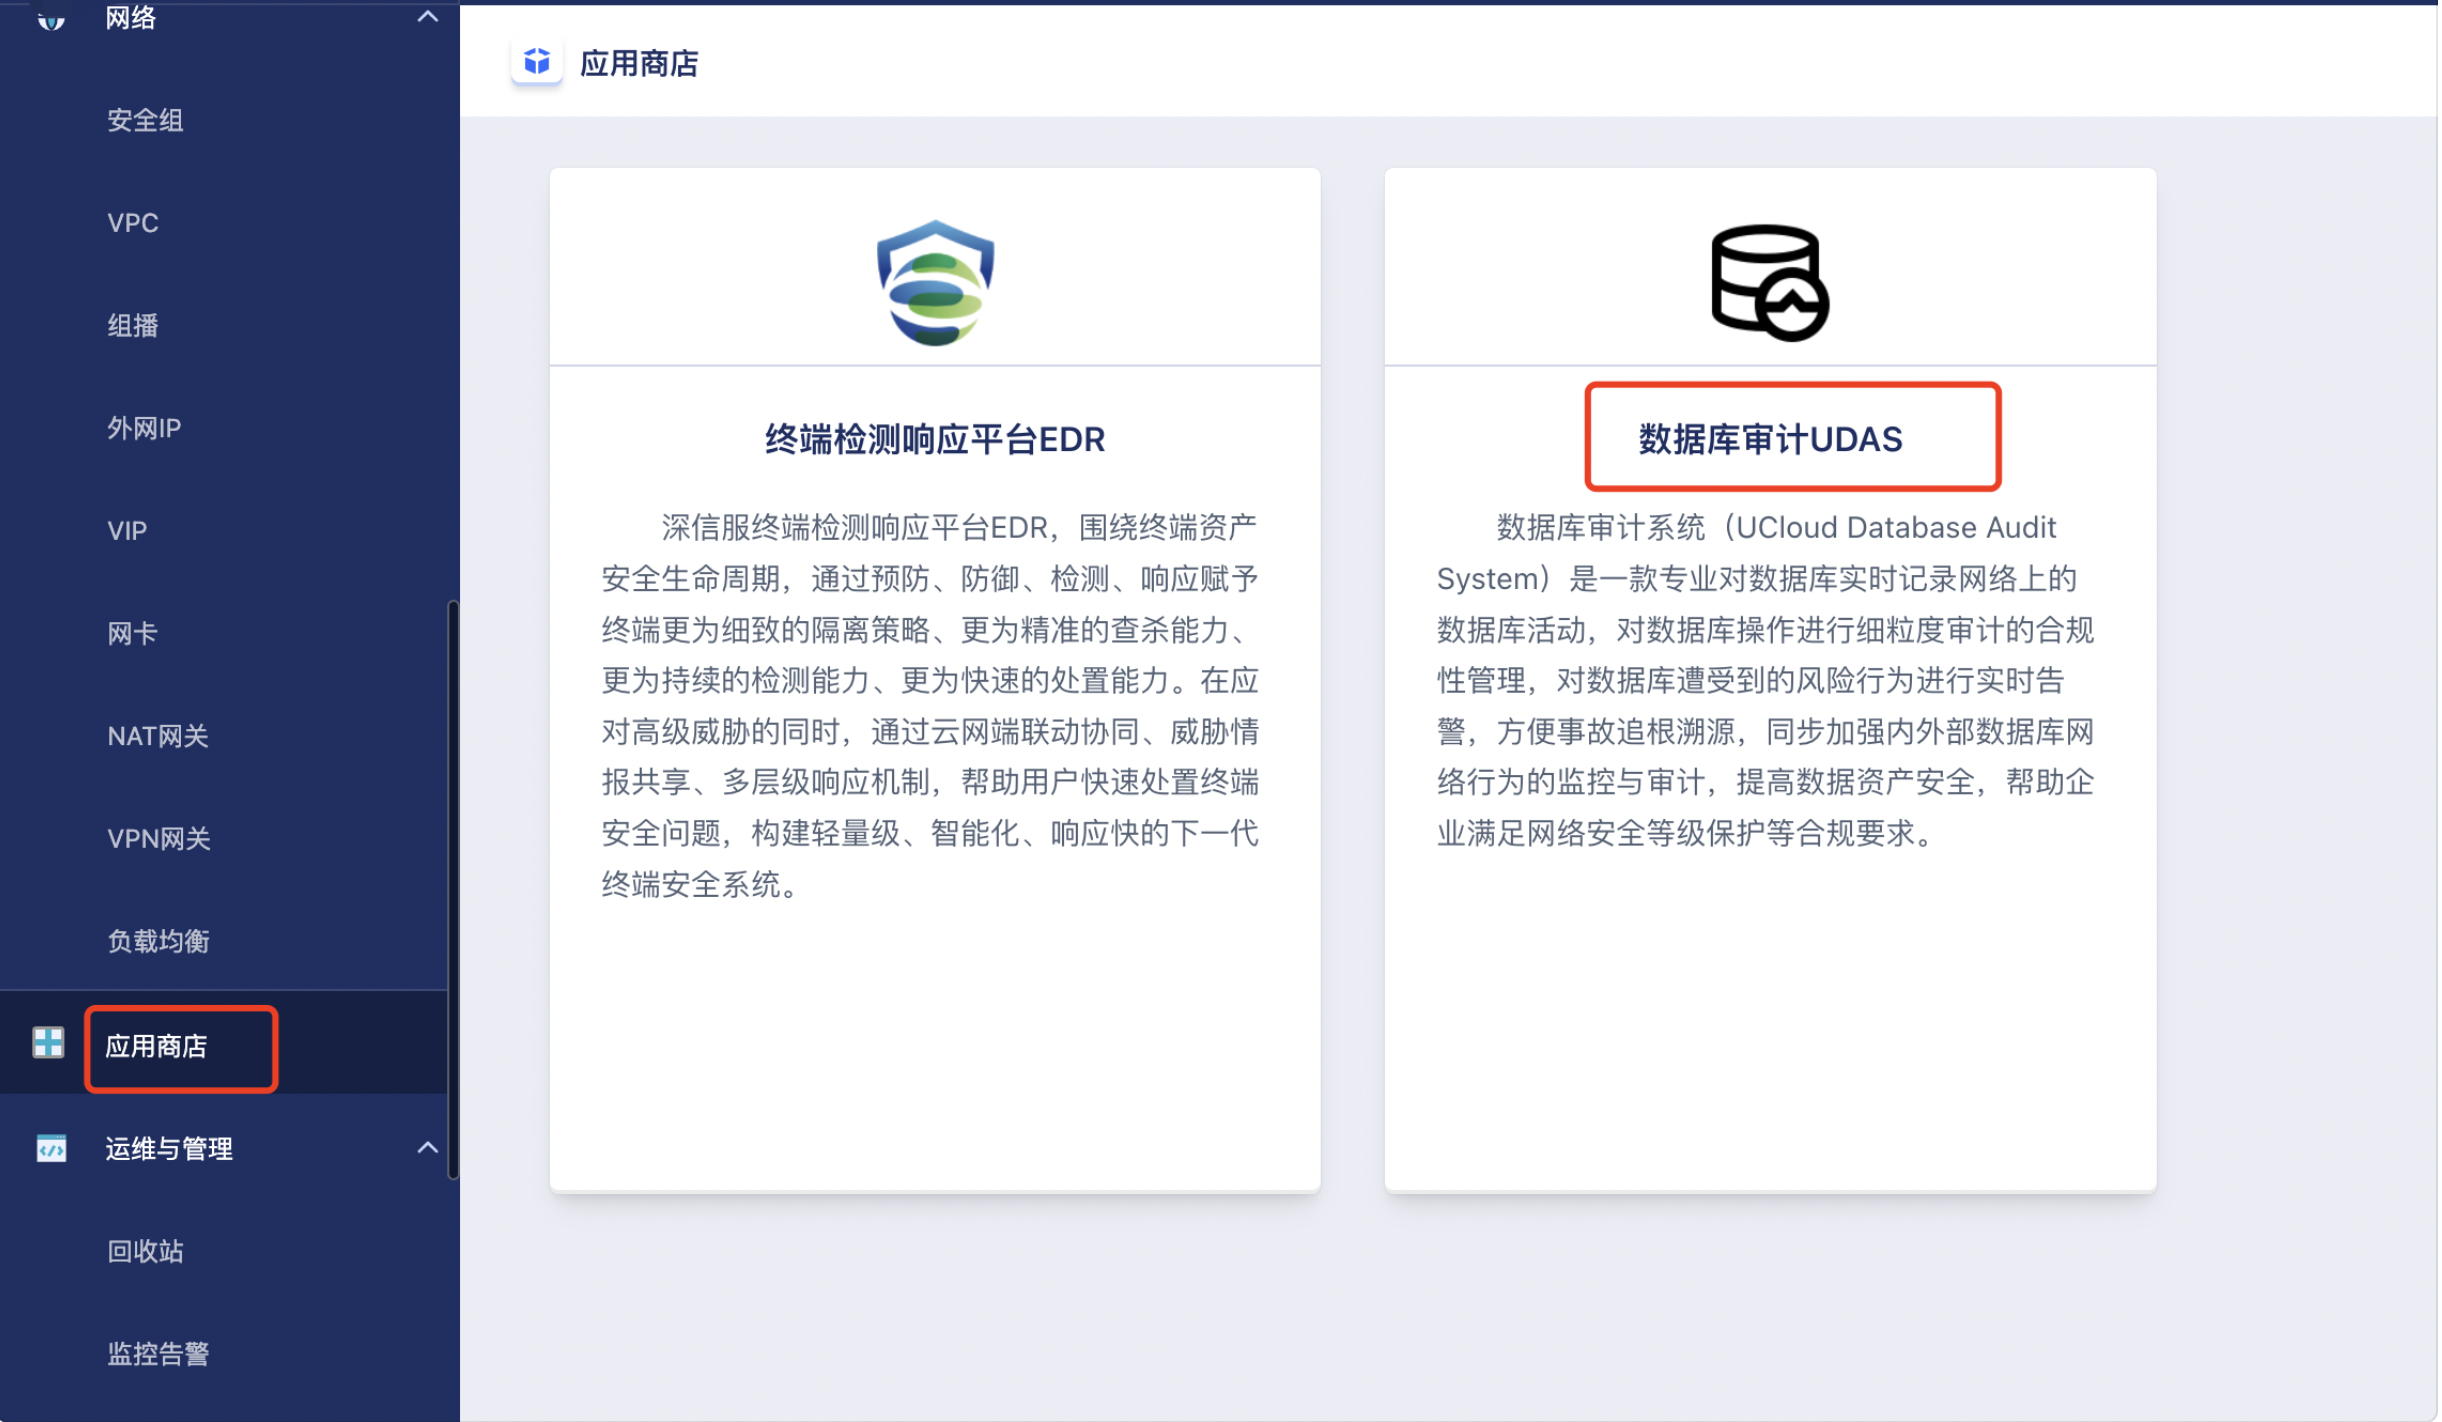 网络
安全组
VPC
组播
外网IP
VIP
网卡
NAT网关
VPN网关
负载均衡
应用商店
运维与管理
回收站
监控告警
应用商店
终端检测响应平台EDR
深信服终端检测响应平台EDR，围绕终端资产
安全生命周期，通过预防、防御、检测、响应赋予
终端更为细致的隔离策略、更为精准的查杀能力、
更为持续的检测能力、更为快速的处置能力。在应
对高级威胁的同时，通过云网端联动协同、威胁情
报共享、多层级响应机制，帮助用户快速处置终端
安全问题，构建轻量级、智能化、响应快的下一代
终端安全系统。
数据库审计UDAS
数据库审计系统（UCloud Database Audit
System）是一款专业对数据库实时记录网络上的
数据库活动，对数据库操作进行细粒度审计的合规
性管理，对数据库遭受到的风险行为进行实时告
警，方便事故追根溯源，同步加强内外部数据库网
络行为的监控与审计，提高数据资产安全，帮助企
业满足网络安全等级保护等合规要求。